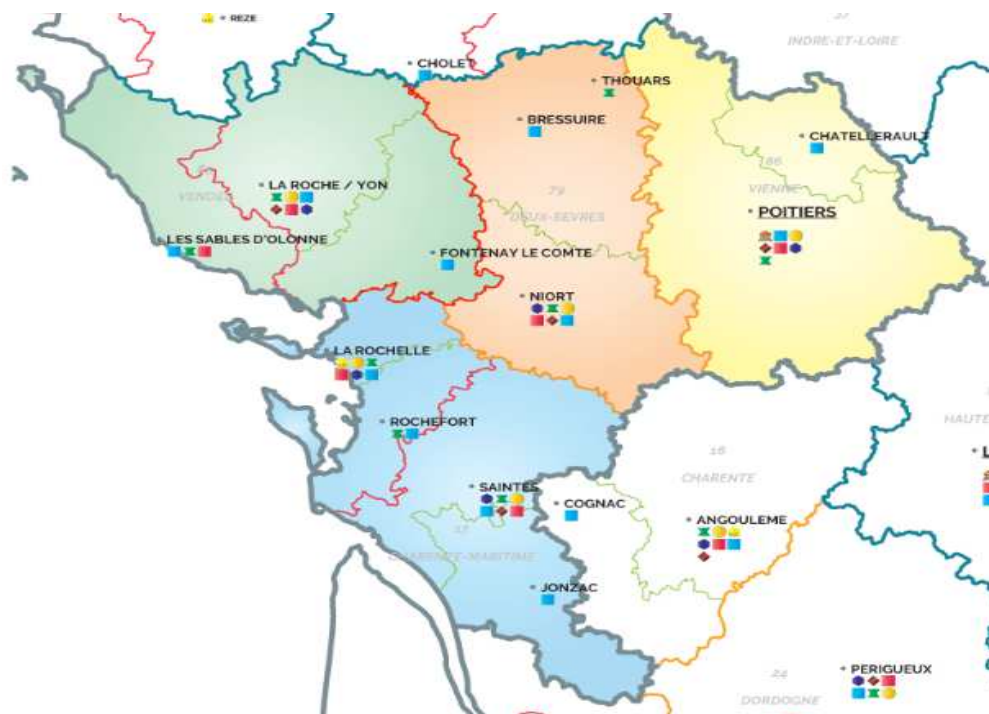 REZE
37
INDRE-ET-LOIRE
CHOLET
THOUARS
BRESSUIRE
CHATELLERAULT
86
VIENNE
LA ROCHE / YON
79
DEUX-SEVRES
POITIERS
LES SABLES D'OLONNE
FONTENAY LE COMTE
NIORT
LA ROCHELLE
ROCHEFORT
16
CHARENTE
SAINTES
COGNAC
ANGOULEME
17
CHARENTE-MARITIME
JONZAC
24
DORDOGNE
PERIGUEUX